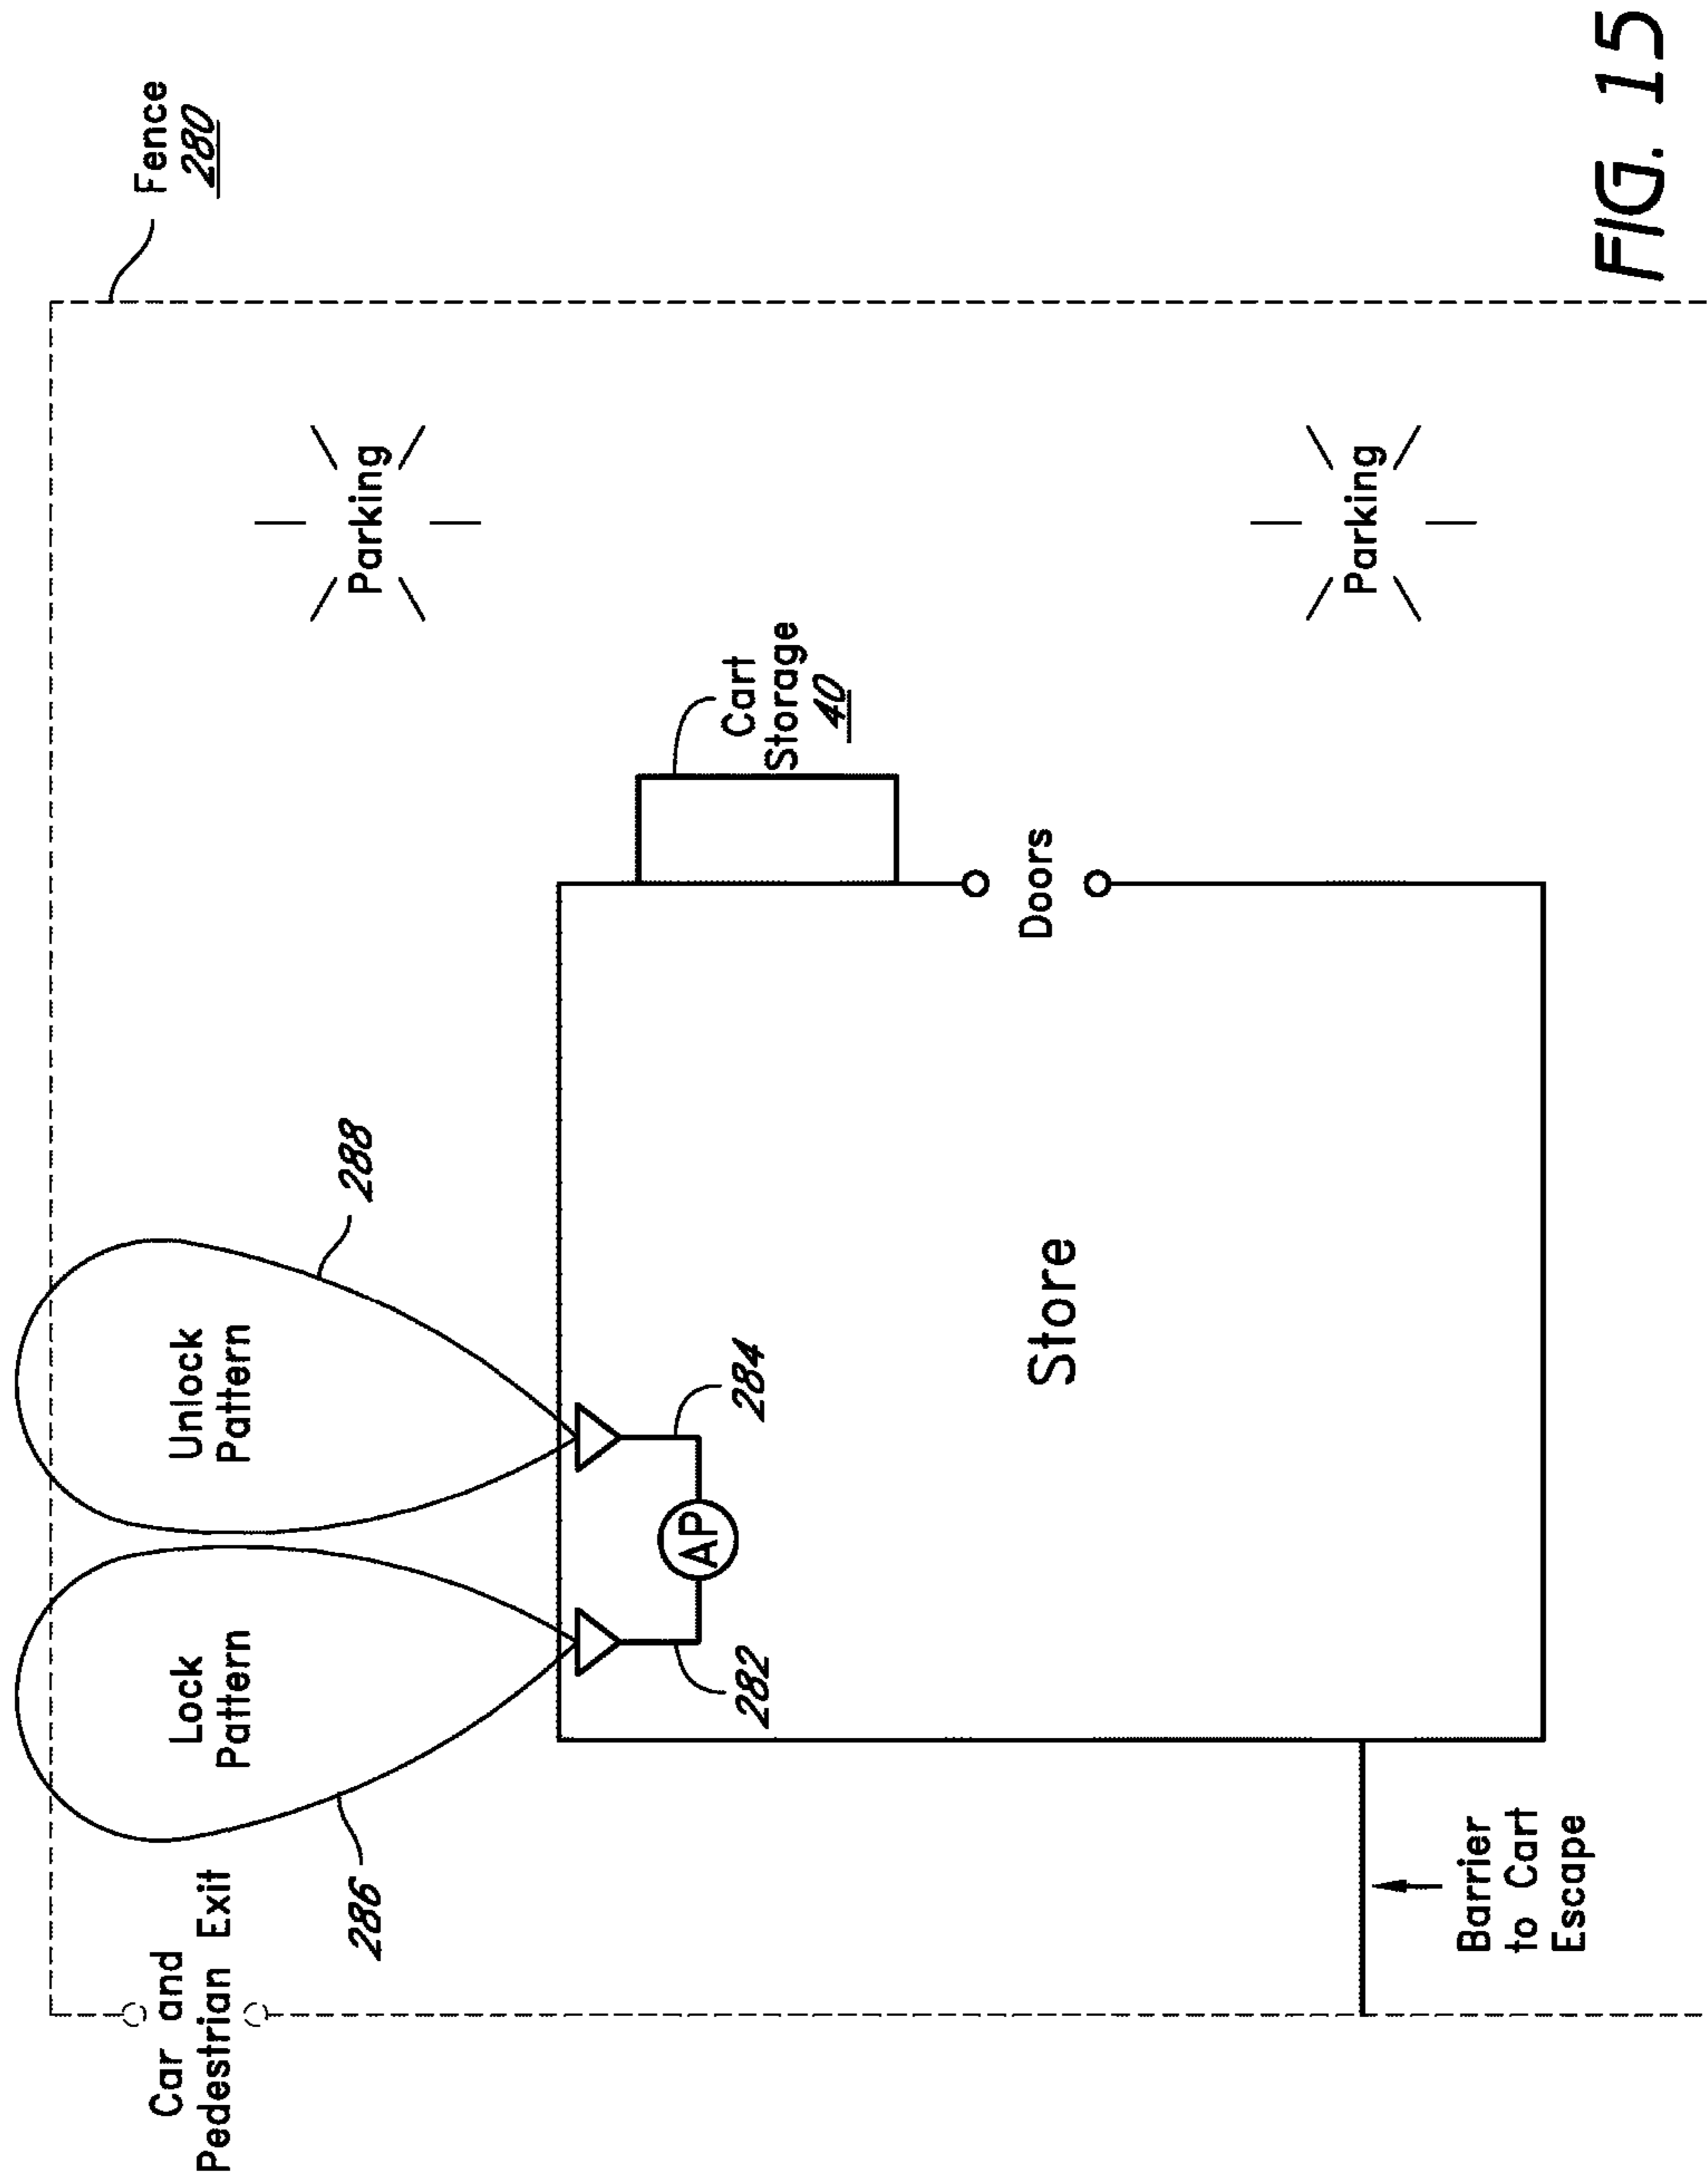 Car and
Pedestrian Exit
Lock
Pattern
286
Unlock
Pattern
288
Fence
280
Parking
282
AP
284
Cart
Storage
40
Store
Doors
Parking
Barrier
to Cart
Escape
FIG. 15